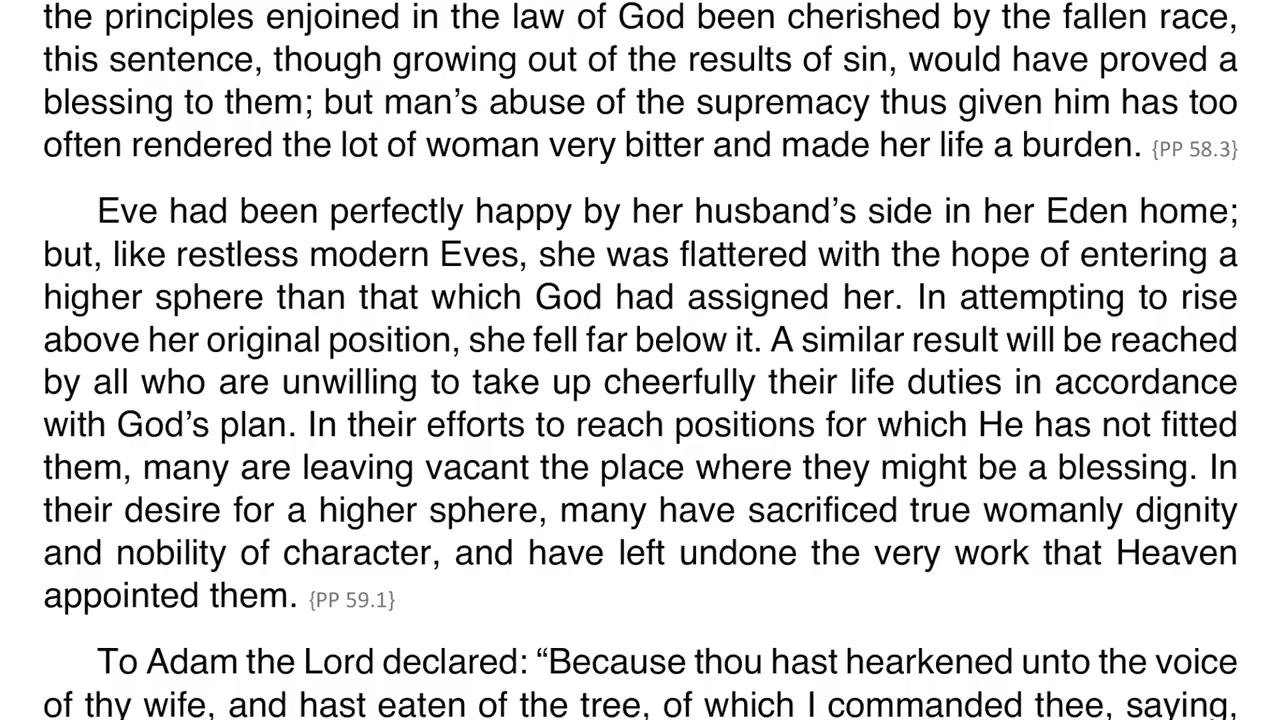 the principles enjoined in the law of God been cherished by the fallen race,
this sentence, though growing out of the results of sin, would have proved a
blessing to them; but man’s abuse of the supremacy thus given him has too
often rendered the lot of woman very bitter and made her life a burden. {PP 58.3}
Eve had been perfectly happy by her husband’s side in her Eden home;
but, like restless modern Eves, she was flattered with the hope of entering a
higher sphere than that which God had assigned her. In attempting to rise
above her original position, she fell far below it. A similar result will be reached
by all who are unwilling to take up cheerfully their life duties in accordance
with God’s plan. In their efforts to reach positions for which He has not fitted
them, many are leaving vacant the place where they might be a blessing. In
their desire for a higher sphere, many have sacrificed true womanly dignity
and nobility of character, and have left undone the very work that Heaven
appointed them. {PP 59.1}
To Adam the Lord declared: “Because thou hast hearkened unto the voice
of thy wife, and hast eaten of the tree, of which I commanded thee, saying,